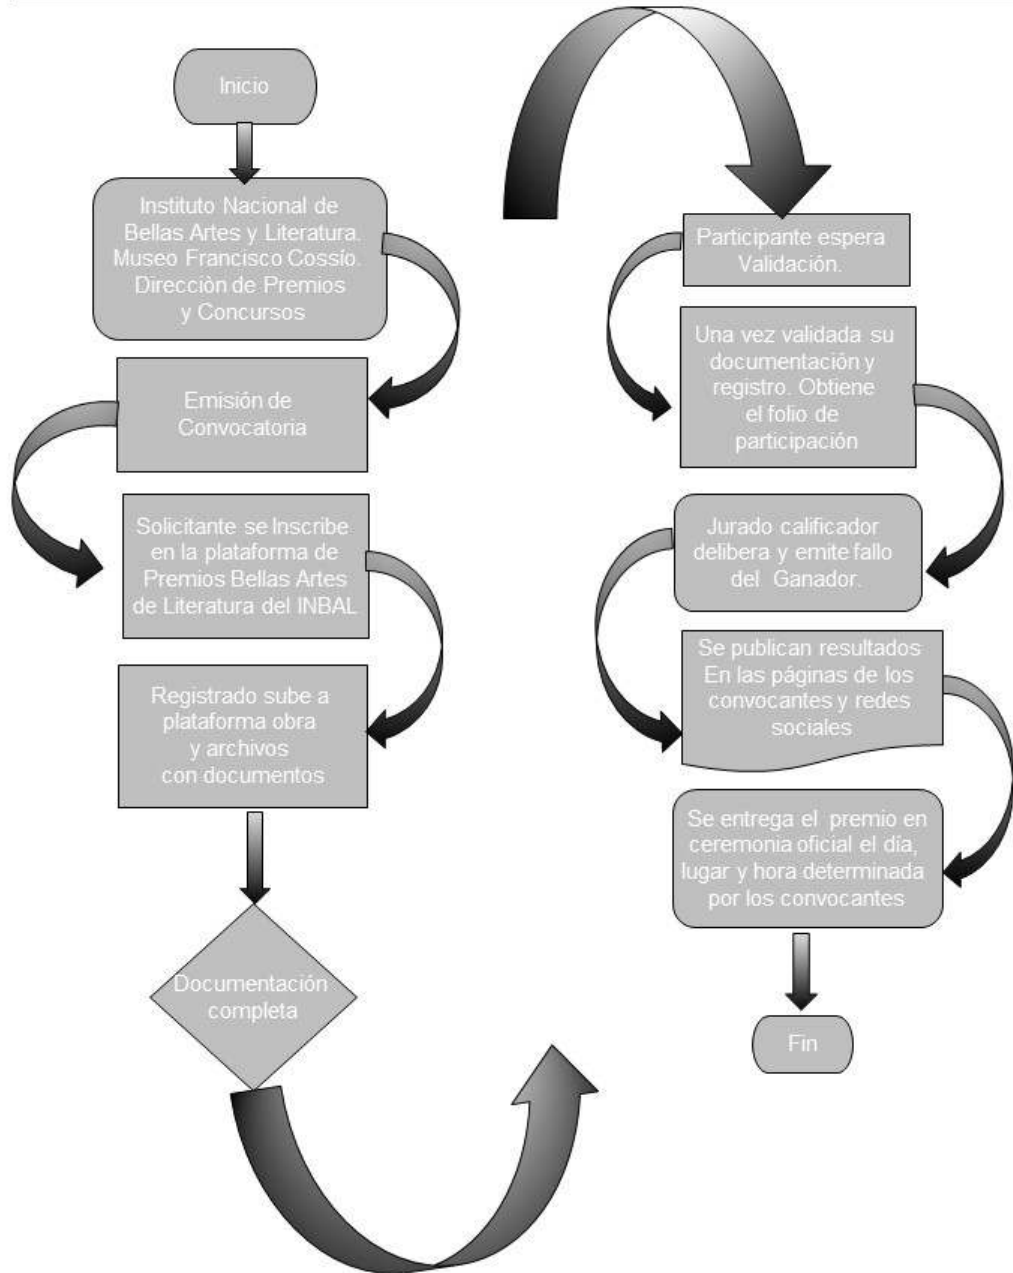 Inicio
Instituto Nacional de
Bellas Artes y Literatura.
Museo Francisco Cossío.
Direcciòn de Premios
y Concursos
Emisión de
Convocatoria
Solicitante se Inscribe
en la plataforma de
Premios Bellas Artes
de Literatura del INBAL
Registrado sube a
plataforma obra
y archivos
con documentos
Documentación
completa
Participante espera
Validación.
Una vez validada su
documentación y
registro. Obtiene
el folio de
participación
Jurado calificador
delibera y emite fallo
del Ganador.
Se publican resultados
En las páginas de los
convocantes y redes
sociales
Se entrega el premio en
ceremonia oficial el día,
lugar y hora determinada
por los convocantes
Fin